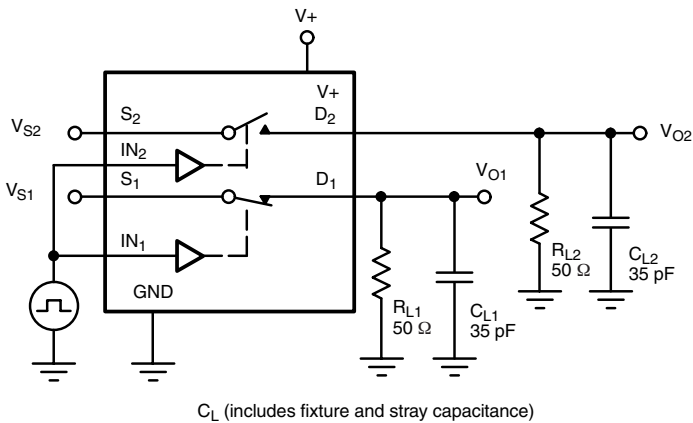 V+
V+
S2 D2
VS2 VO2
IN2
VS1 S1 D1 VO1
IN1
RL2
50 Ω
CL2
35 pF
GND
RL1
50 Ω
CL1
35 pF
CL (includes fixture and stray capacitance)